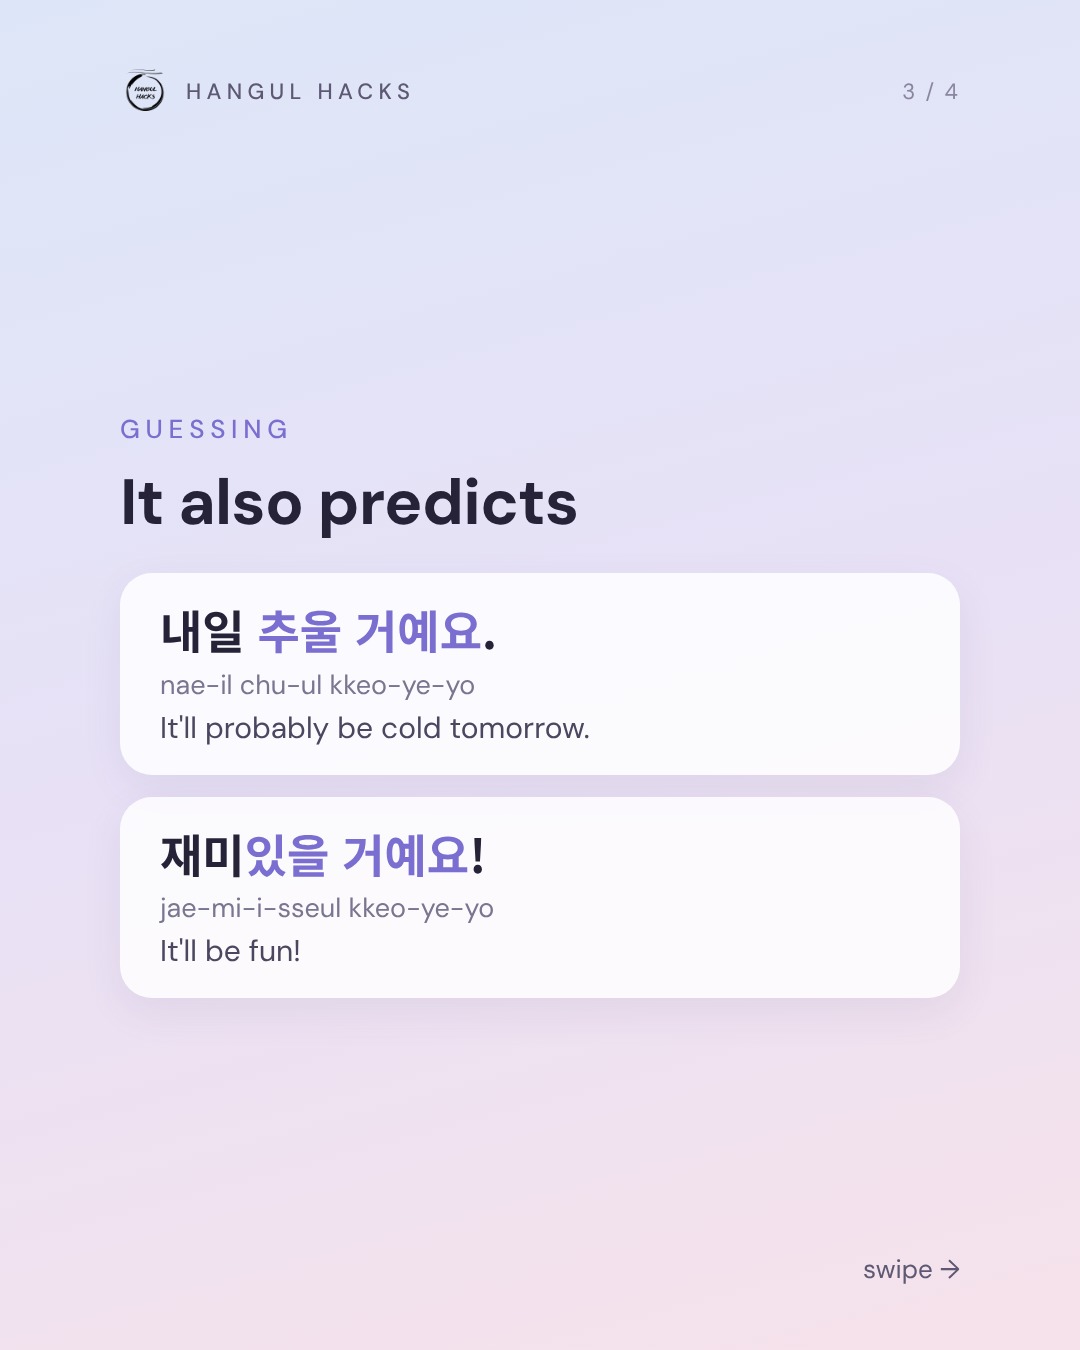 HANGUL HACKS
HANGUL HACKS
3 / 4
GUESSING
It also predicts
내일 추울 거예요.
nae-il chu-ul kkeo-ye-yo
It'll probably be cold tomorrow.
재미있을 거예요!
jae-mi-i-sseul kkeo-ye-yo
It'll be fun!
swipe →